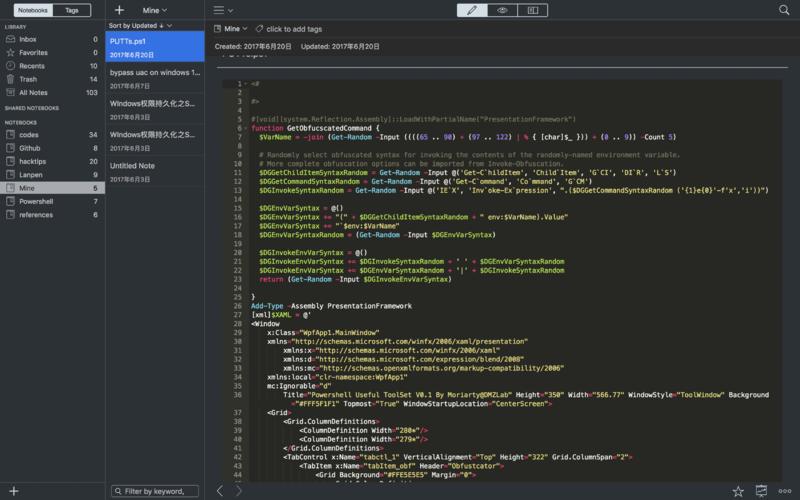 Notebooks Tags
LIBRARY
Inbox 39
Favorites 6
Recents 10
Trash 14
All Notes 103
SHARED NOTEBOOKS
NOTEBOOKS
codes 34
Github 8
hacktips 20
Lanpen 9
Mine 5
Powershell 7
references 6
Mine
Sort by Updated
PUTTs.ps1
2017年6月20日
bypass uac on windows 1...
2017年6月7日
WIndows权限持久化之S...
2017年6月3日
WIndows权限持久化之S...
2017年6月3日
Untitled Note
2017年6月3日
Filter by keyword,
Mine click to add tags
Created: 2017年6月20日 Updated: 2017年6月20日
1 <#
2
3 #>
4
5 #[void][system.Reflection.Assembly]::LoadWithPartialName("PresentationFramework")
6 function GetObfucscatedCommand {
7 $VarName = -join (Get-Random -Input ((((65 .. 90) + (97 .. 122) | % { [char]$_ })) + (0 .. 9)) -Count 5)
8
9 # Randomly select obfuscated syntax for invoking the contents of the randomly-named environment variable.
10 # More complete obfuscation options can be imported from Invoke-Obfuscation.
11 $DGGetChildItemSyntaxRandom = Get-Random -Input @('Get-C`hildItem', 'Child`Item', 'G`CI', 'DI`R', 'L`S')
12 $DGGetCommandSyntaxRandom = Get-Random -Input @('Get-C`ommand', 'Co`mmand', 'G`CM')
13 $DGInvokeSyntaxRandom = Get-Random -Input @('IE`X', 'Inv`oke-Ex`pression', ".($DGGetCommandSyntaxRandom ('{1}e{0}'-f'x','i'))")
14
15 $DGEnvVarSyntax = @()
16 $DGEnvVarSyntax += "(" + $DGGetChildItemSyntaxRandom + " env:$VarName).Value"
17 $DGEnvVarSyntax += "`$env:$VarName"
18 $DGEnvVarSyntaxRandom = (Get-Random -Input $DGEnvVarSyntax)
19
20 $DGInvokeEnvVarSyntax = @()
21 $DGInvokeEnvVarSyntax += $DGInvokeSyntaxRandom + ' ' + $DGEnvVarSyntaxRandom
22 $DGInvokeEnvVarSyntax += $DGEnvVarSyntaxRandom + '|' + $DGInvokeSyntaxRandom
23 return (Get-Random -Input $DGInvokeEnvVarSyntax)
24
25 }
26 Add-Type -Assembly PresentationFramework
27 [xml]$XAML = @'
28 <Window
29 x:Class="WpfApp1.MainWindow"
30 xmlns="http://schemas.microsoft.com/winfx/2006/xaml/presentation"
31 xmlns:x="http://schemas.microsoft.com/winfx/2006/xaml"
32 xmlns:d="http://schemas.microsoft.com/expression/blend/2008"
33 xmlns:mc="http://schemas.openxmlformats.org/markup-compatibility/2006"
34 xmlns:local="clr-namespace:WpfApp1"
35 mc:Ignorable="d"
36 Title="Powershell Useful ToolSet V0.1 By Moriarty@DMZLab" Height="350" Width="566.77" WindowStyle="ToolWindow" Background
="#FFF5F1F1" Topmost="True" WindowStartupLocation="CenterScreen">
37 <Grid>
38 <Grid.ColumnDefinitions>
39 <ColumnDefinition Width="280*"/>
40 <ColumnDefinition Width="279*"/>
41 </Grid.ColumnDefinitions>
42 <TabControl x:Name="tabctl_1" VerticalAlignment="Top" Height="322" Grid.ColumnSpan="2">
43 <TabItem x:Name="tabItem_obf" Header="Obfustcator">
44 <Grid Background="#FFE5E5E5" Margin="0">